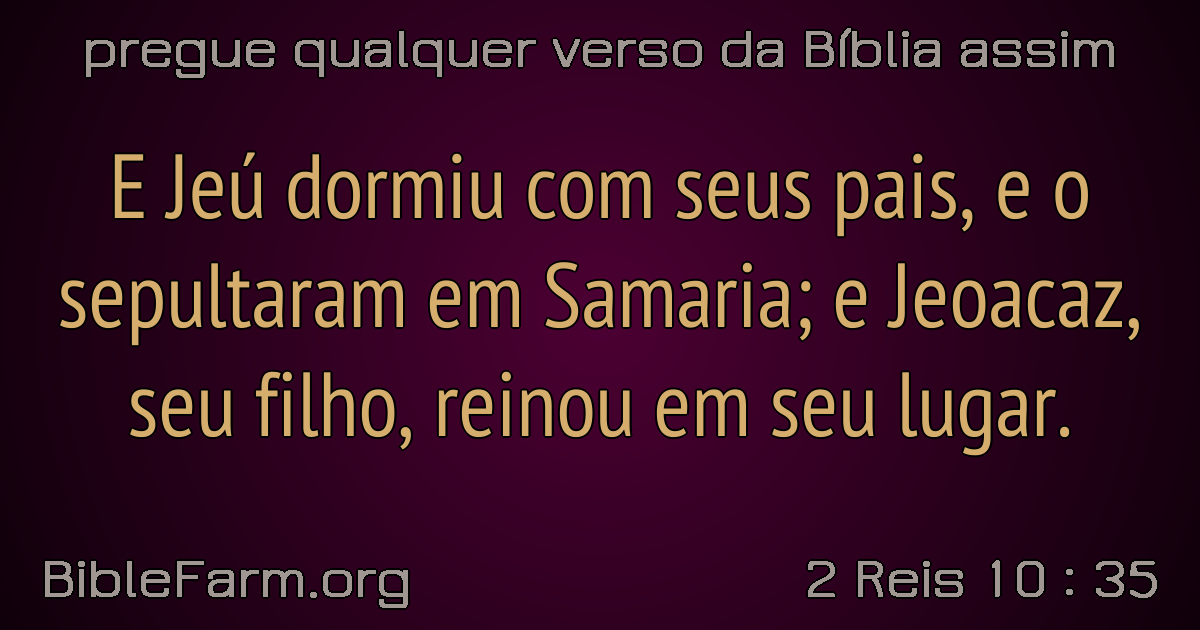 pregue qualquer verso da Bíblia assim
E Jeú dormiu com seus pais, e o
sepultaram em Samaria; e Jeoacaz,
seu filho, reinou em seu lugar.
BibleFarm.org
2 Reis 10 : 35